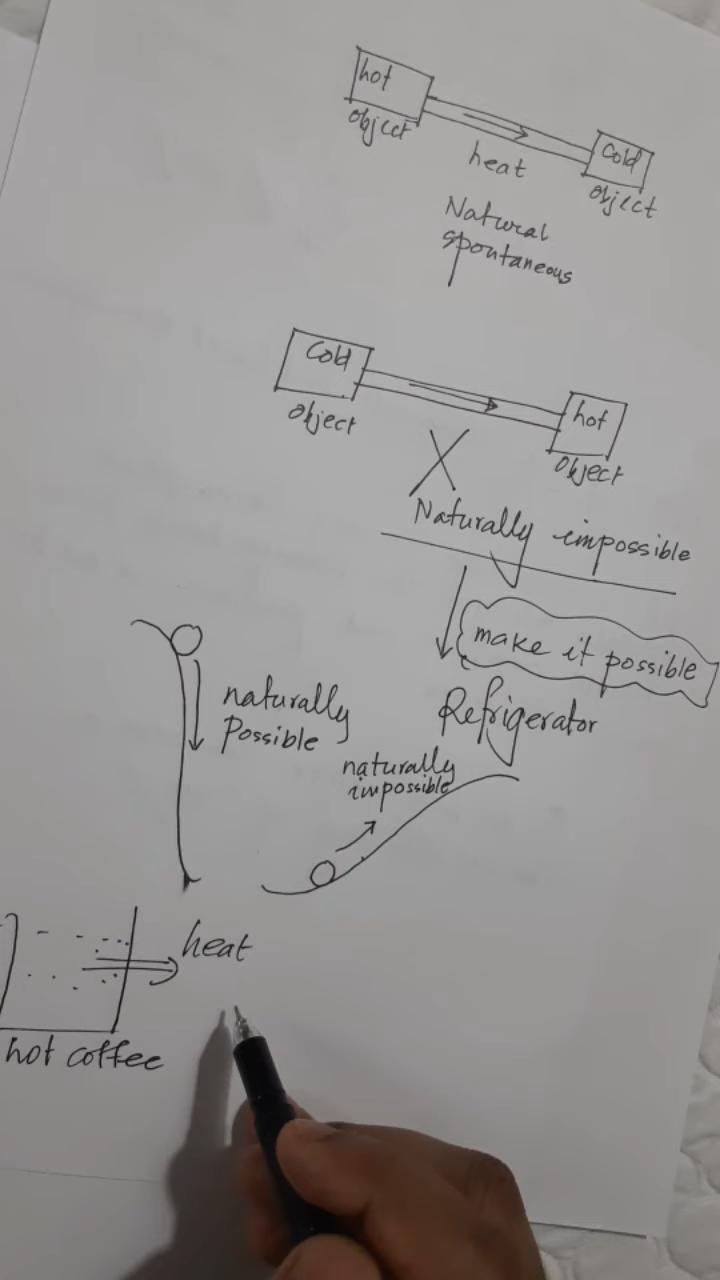 hot
object
heat
Cold
object
Natural
spontaneous
Cold
object
hot
object
X
Naturally impossible
make it possible
Refrigerator
naturally
Possible
naturally
impossible
heat
hot coffee